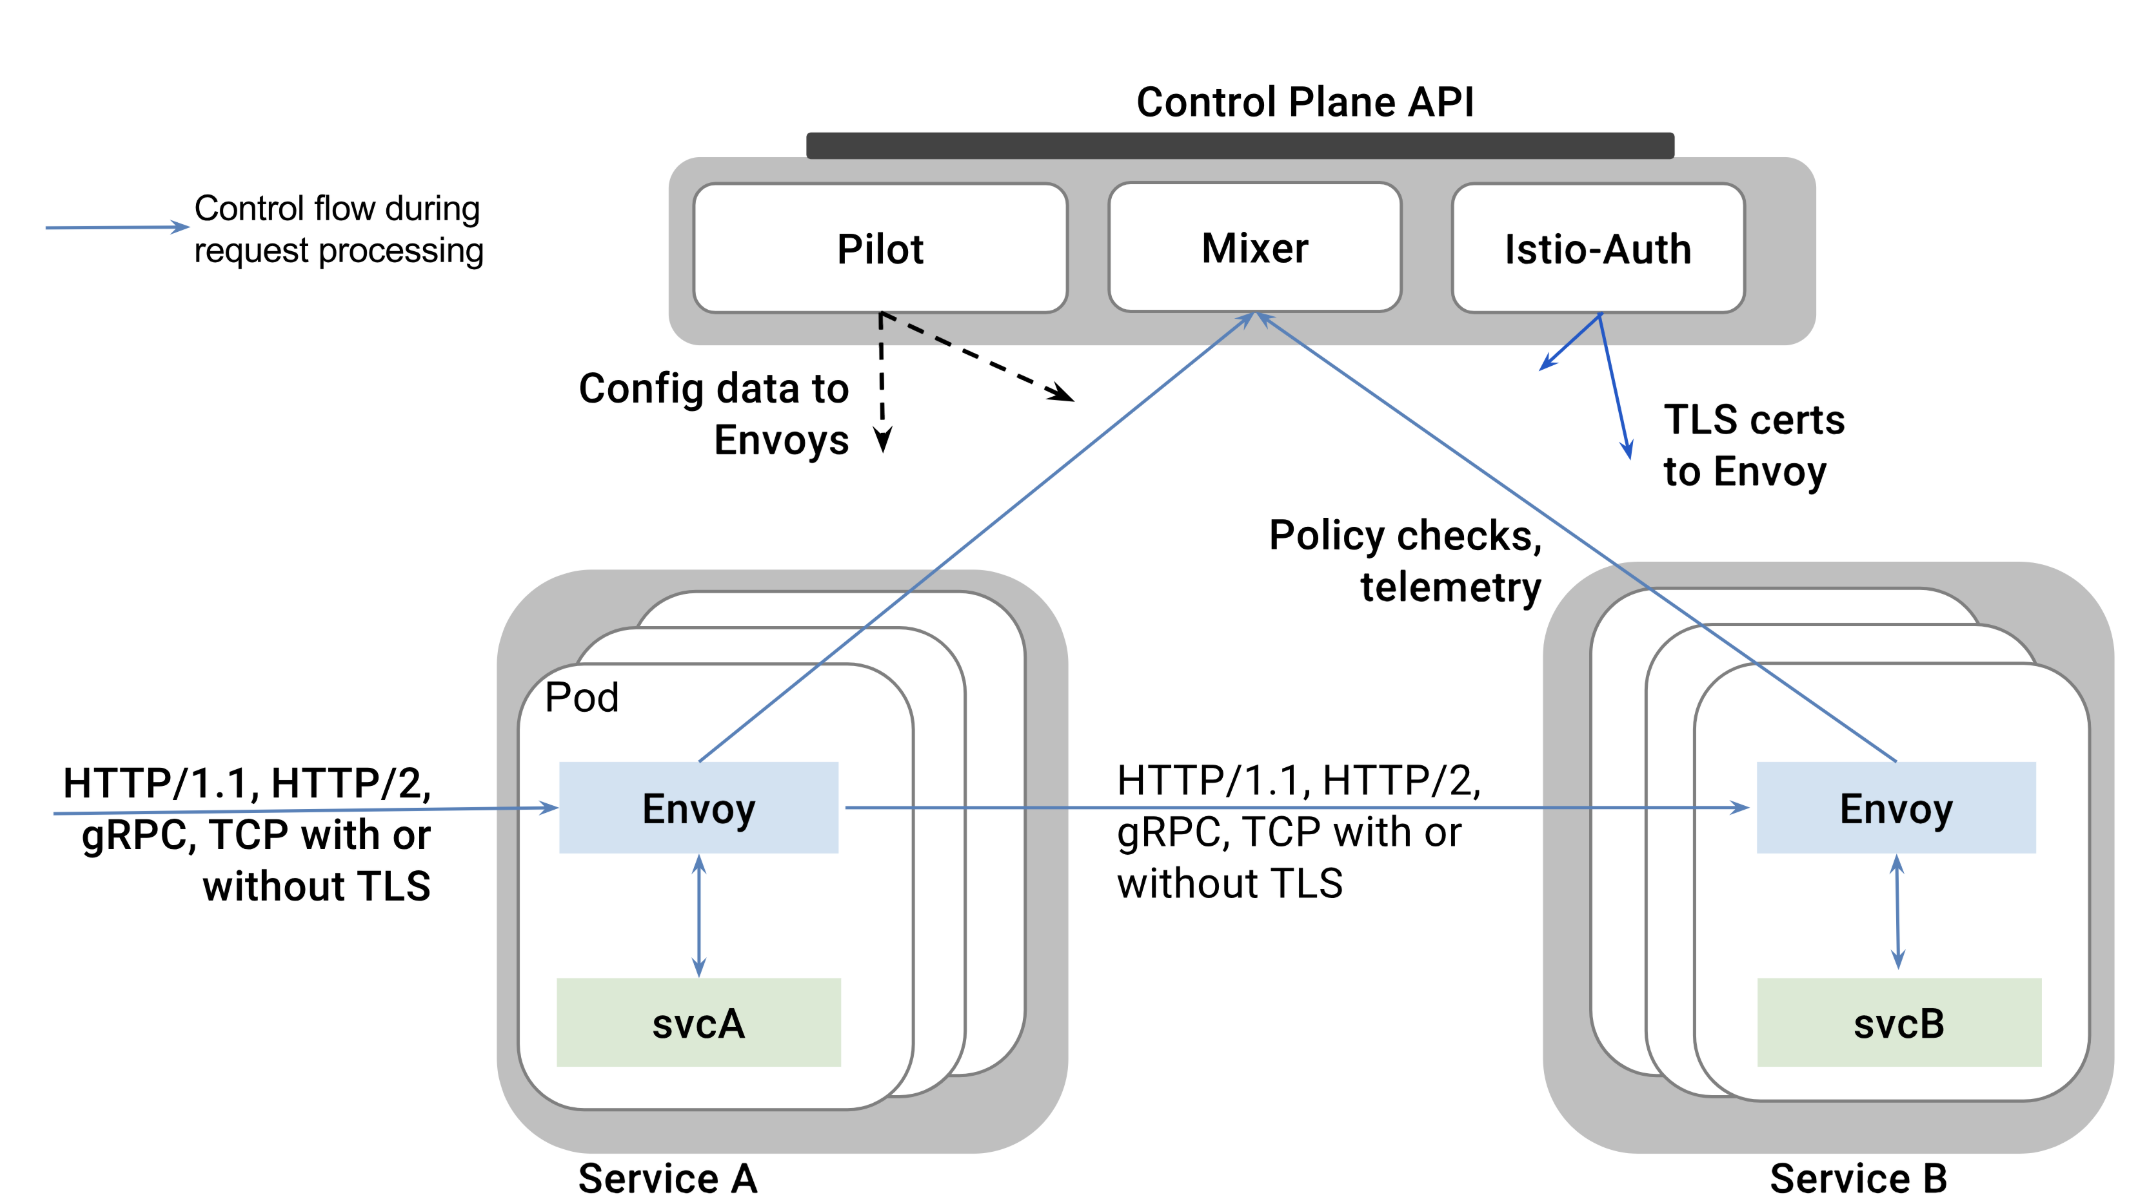 Control Plane API
Control flow during
request processing
Pilot
Mixer
Istio-Auth
Config data to
Envoys
TLS certs
to Envoy
Policy checks,
telemetry
Pod
HTTP/1.1, HTTP/2,
gRPC, TCP with or
without TLS
Envoy
HTTP/1.1, HTTP/2,
gRPC, TCP with or
without TLS
Envoy
svcA
svcB
Service A
Service B